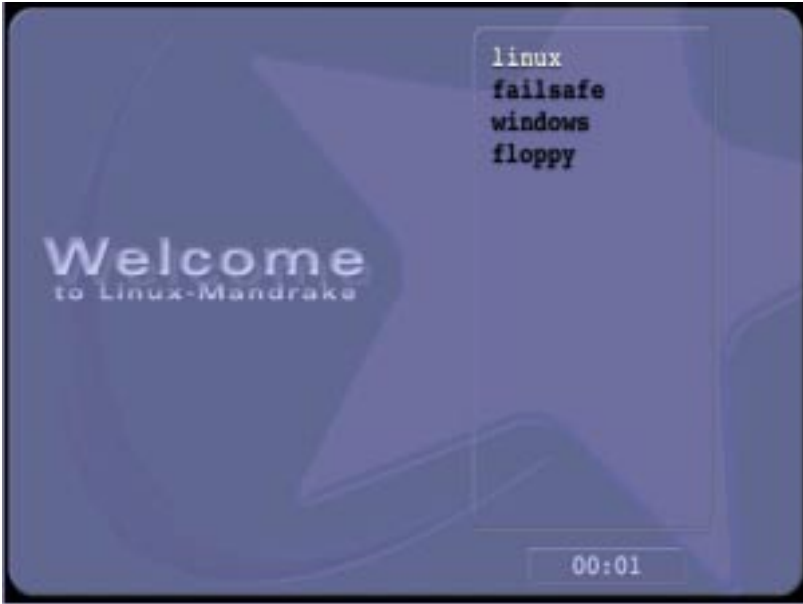 linux
failsafe
windows
floppy
Welcome
to Linux-Mandrake
00:01